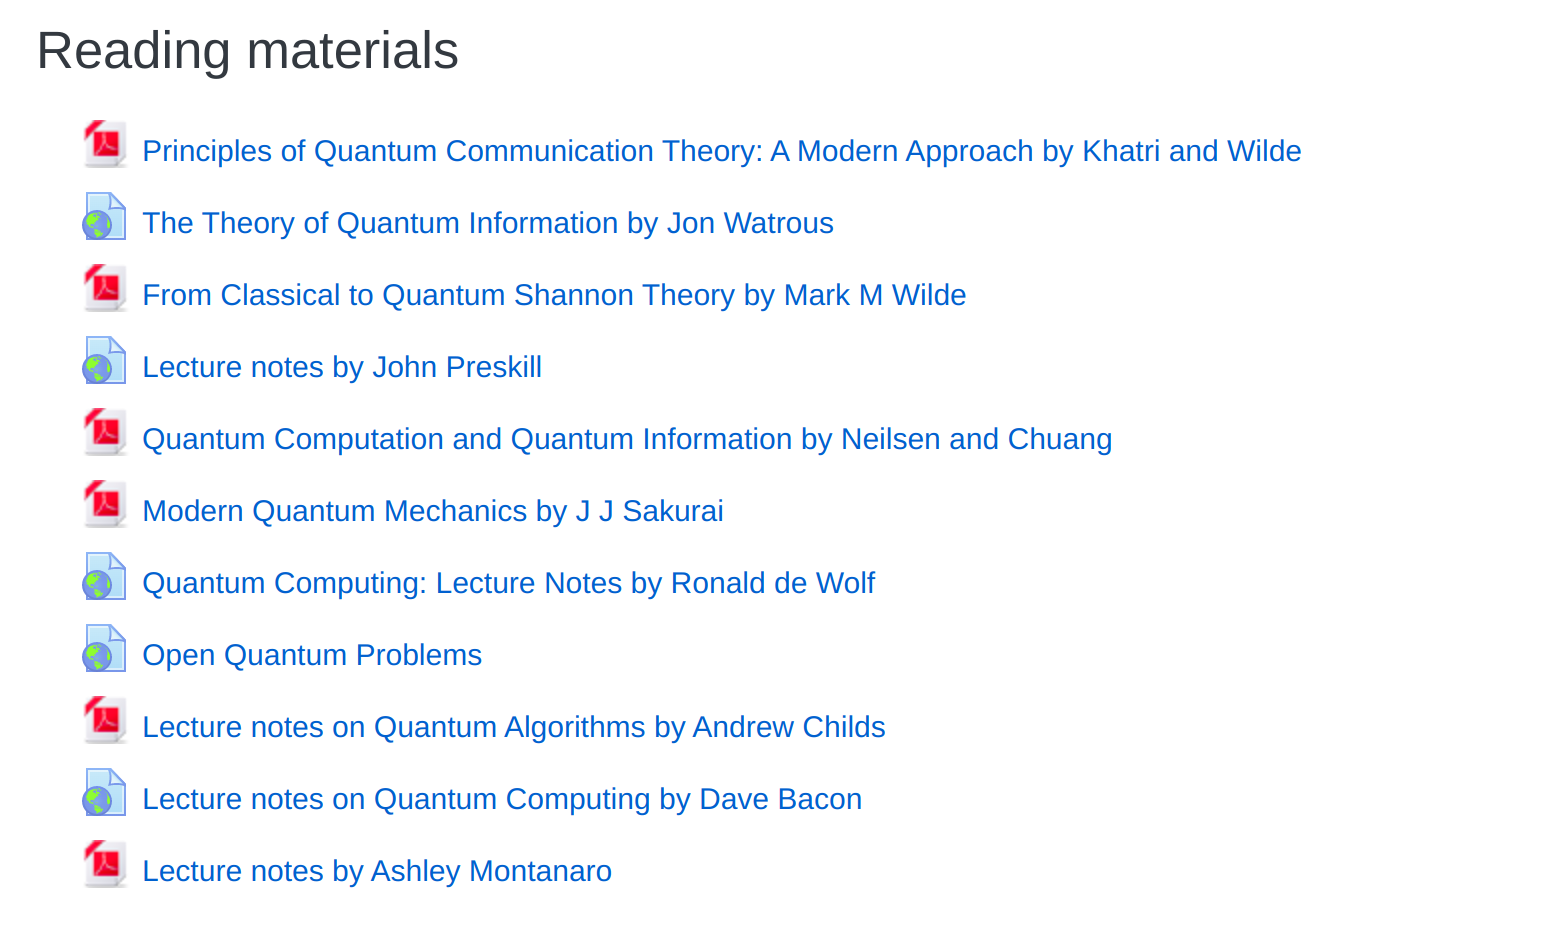 Reading materials
Principles of Quantum Communication Theory: A Modern Approach by Khatri and Wilde
The Theory of Quantum Information by Jon Watrous
From Classical to Quantum Shannon Theory by Mark M Wilde
Lecture notes by John Preskill
Quantum Computation and Quantum Information by Neilsen and Chuang
Modern Quantum Mechanics by J J Sakurai
Quantum Computing: Lecture Notes by Ronald de Wolf
Open Quantum Problems
Lecture notes on Quantum Algorithms by Andrew Childs
Lecture notes on Quantum Computing by Dave Bacon
Lecture notes by Ashley Montanaro